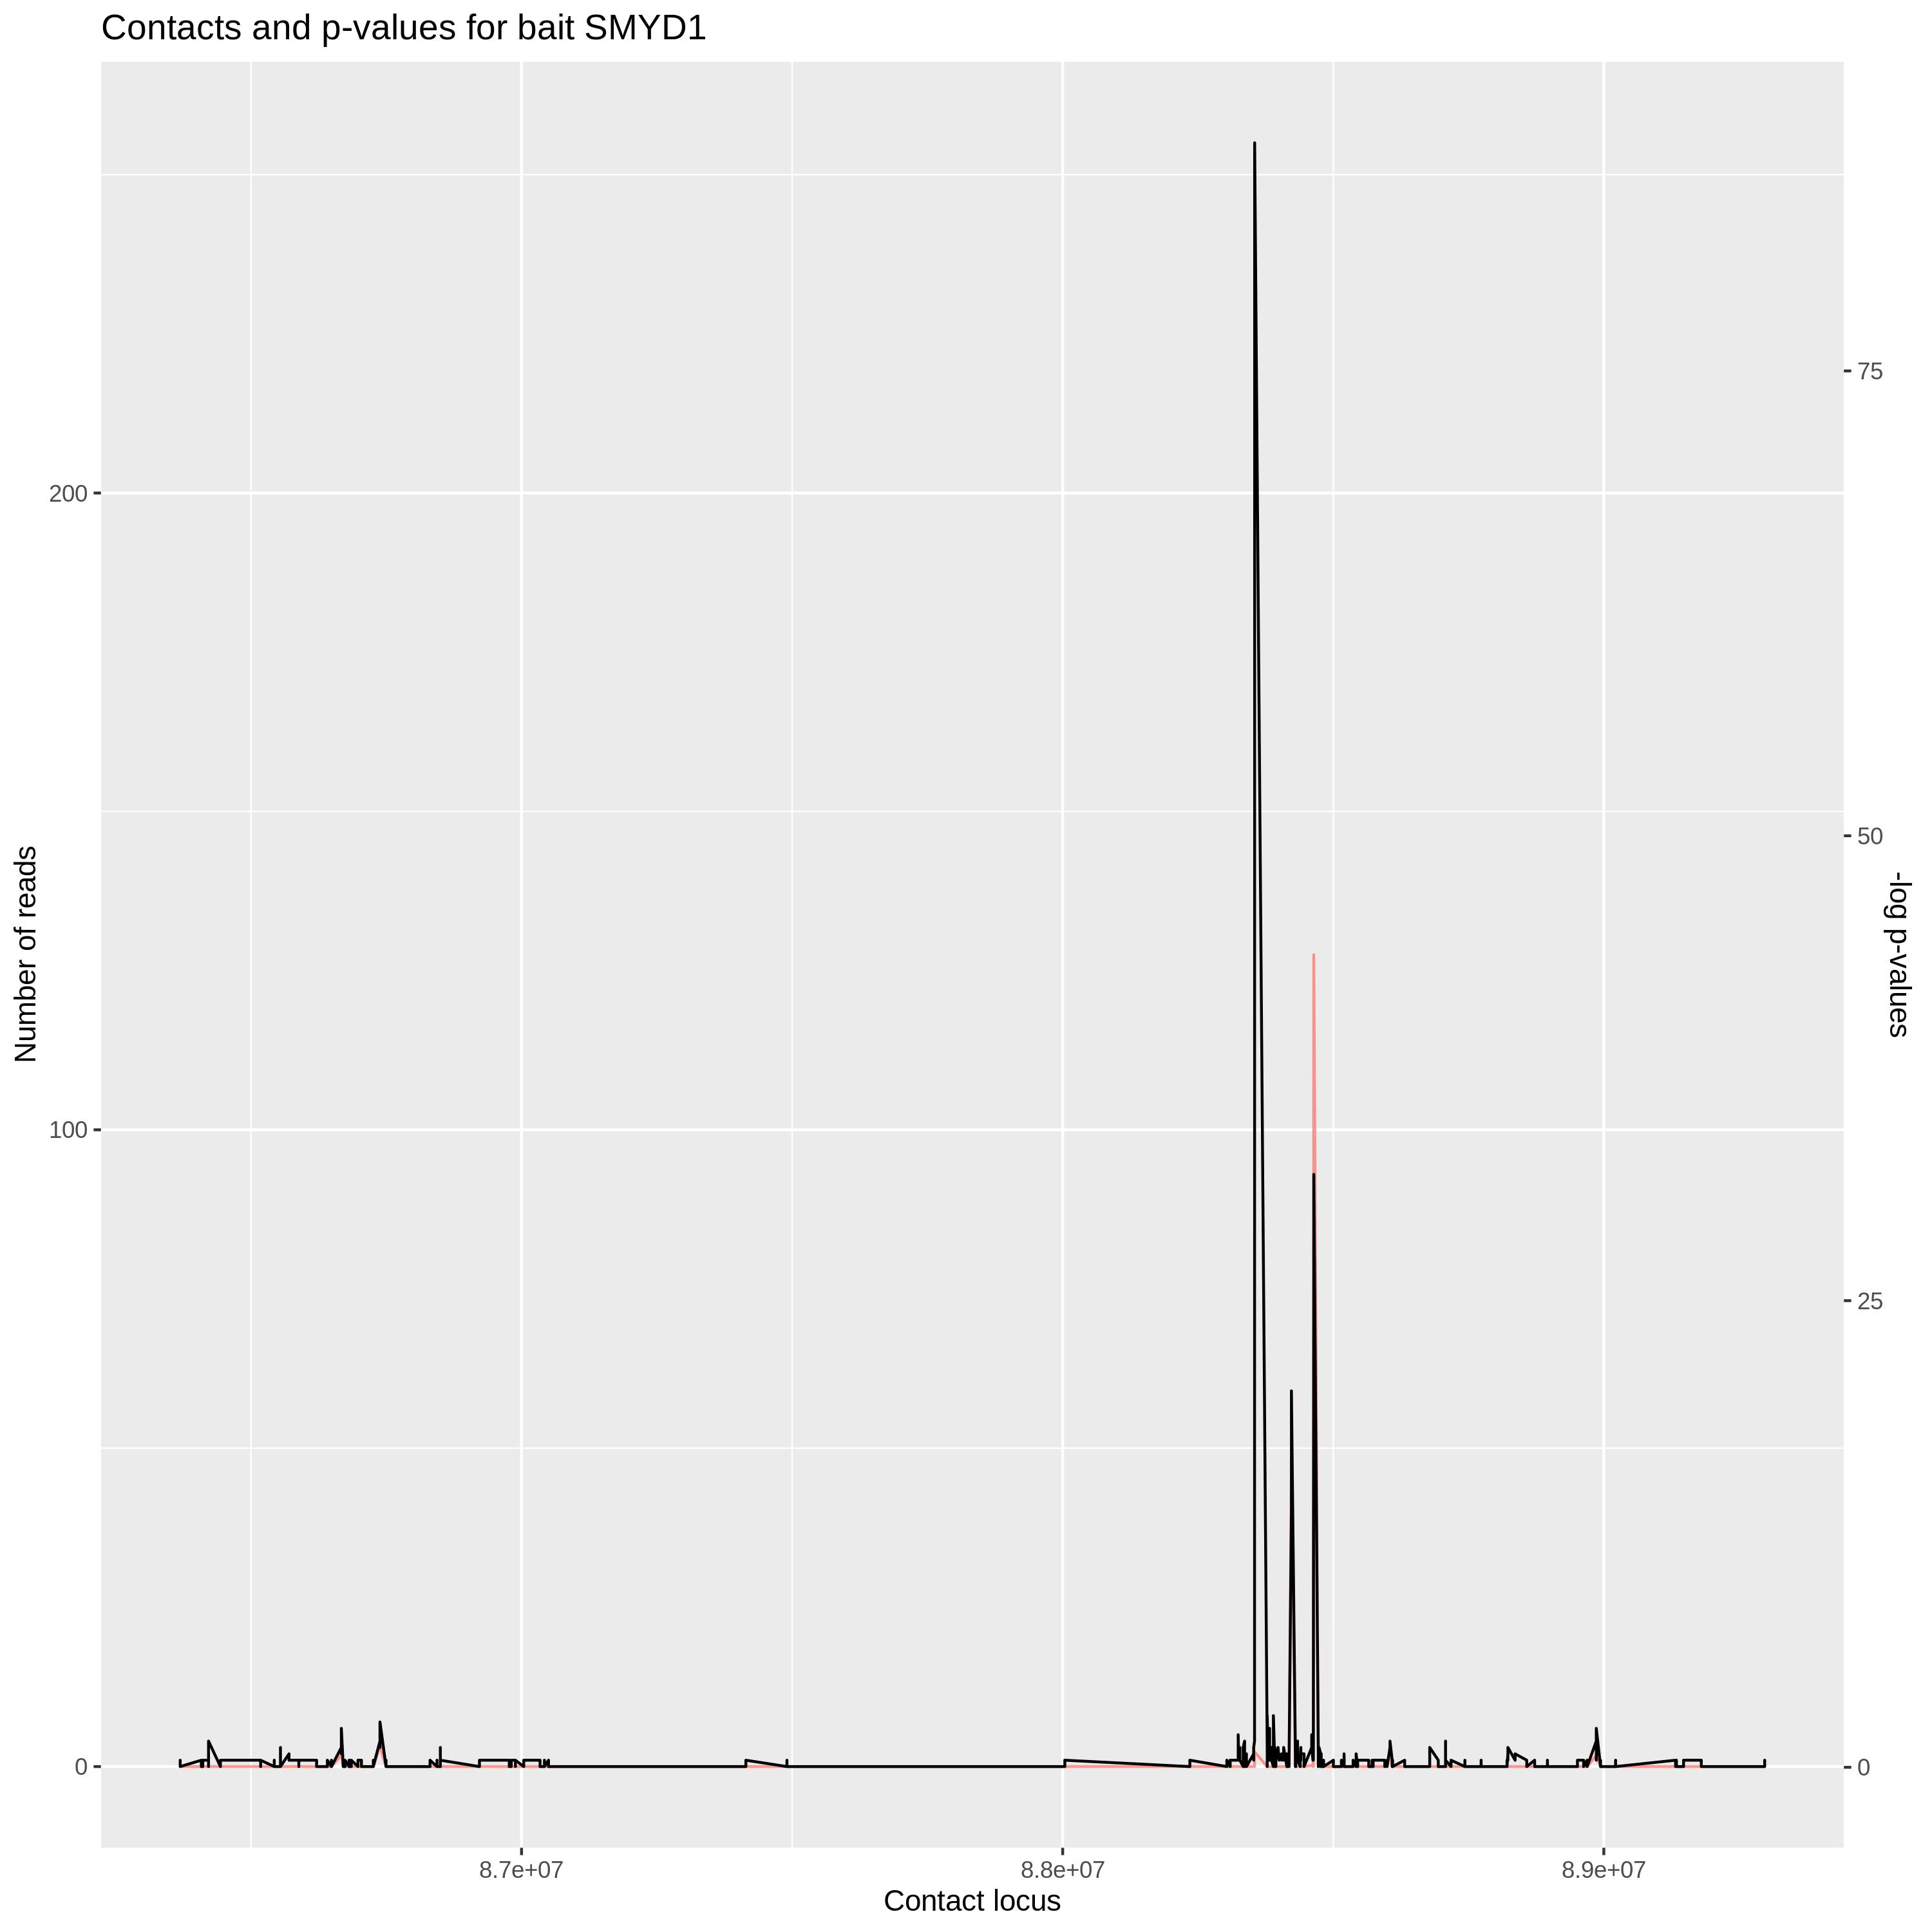 Contacts and p-values for bait SMYD1
Number of reads
200
100
0
75
50
25
0
-log p-values
8.7e+07
8.8e+07
8.9e+07
Contact locus